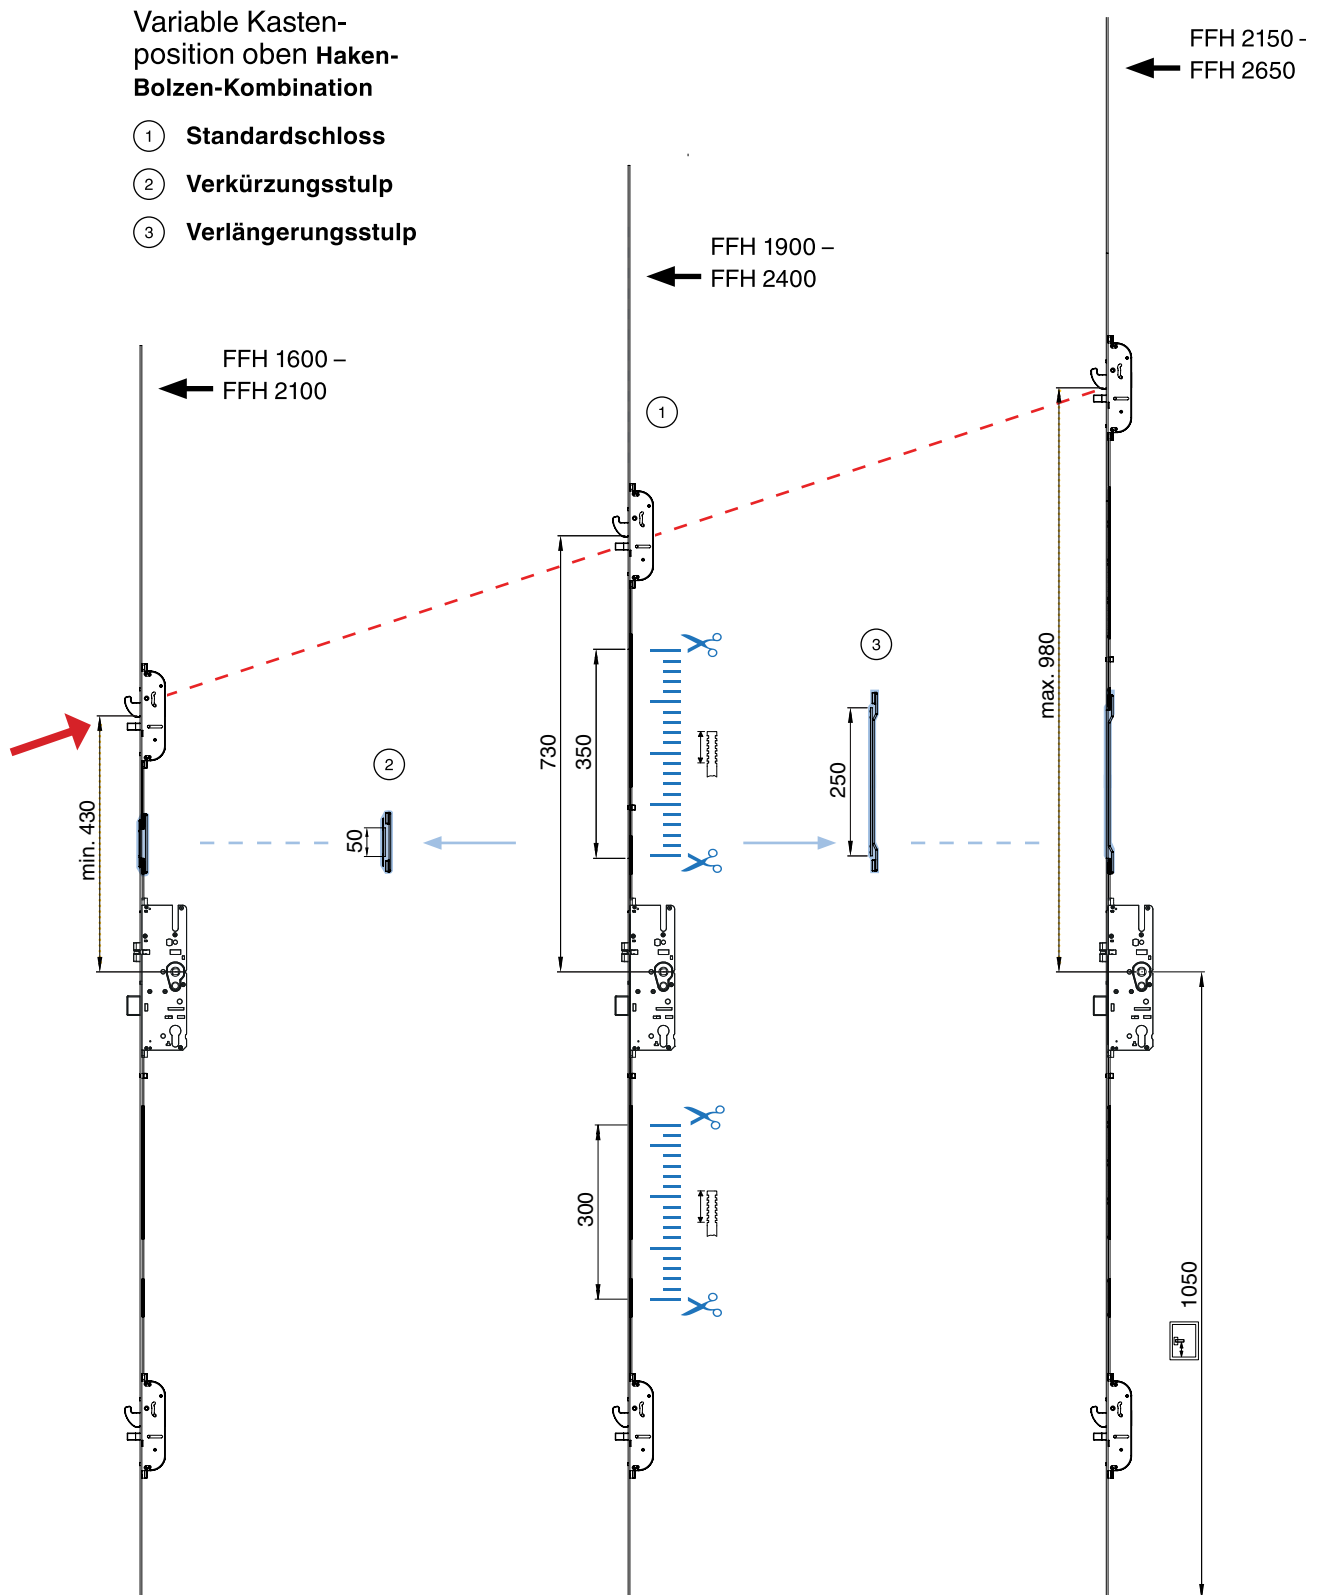 Variable Kasten-
position oben Haken-
Bolzen-Kombination
1 Standardschloss
2 Verkürzungsstulp
3 Verlängerungsstulp
FFH 2150 -
FFH 2650
FFH 1900 –
FFH 2400
FFH 1600 –
FFH 2100
1
2
3
min. 430
50
730
350
250
max. 980
300
1050